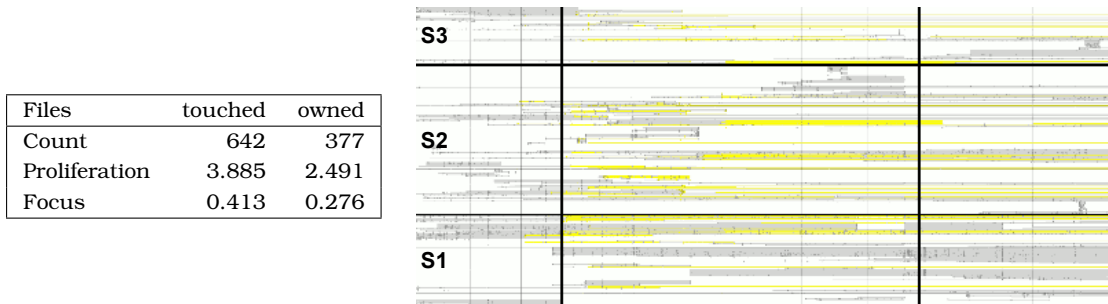 Files touched owned
Count 642 377
Proliferation 3.885 2.491
Focus 0.413 0.276
S3
S2
S1